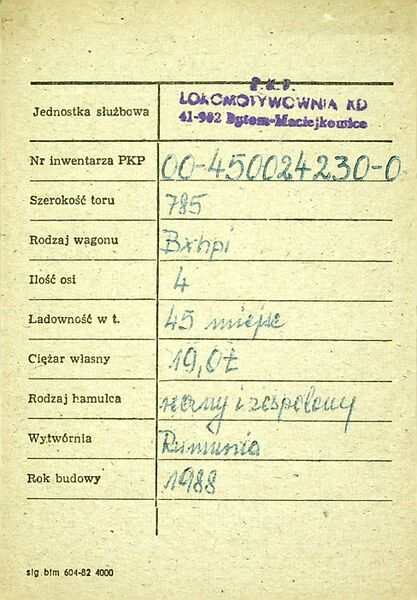 P.K.P.
LOKOMOTYWOWNIA KD
Jednostka służbowa
41-902 Bytom-Maciejkowice
Nr inwentarza PKP 00-450024230-0
Szerokość toru 785
Rodzaj wagonu Bxhpi
Ilość osi 4
Ładowność w t. 45 miejsc
Ciężar własny 19,0t
Rodzaj hamulca ręczny i zespolony
Wytwórnia Rumunia
Rok budowy 1988
sig. btm 604-82 4000